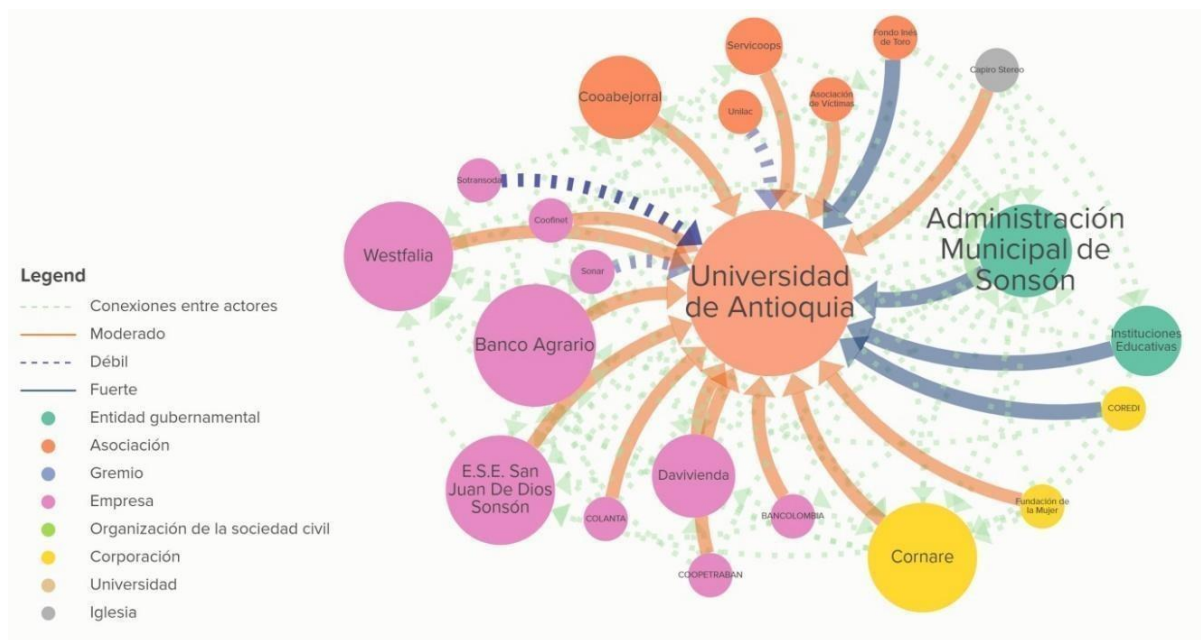 Fondo Inés
de Toro
Servicoops
Capiro Stereo
Cooabejorral
Asociación
de Víctimas
Unilac
Sotransoda
Coofinet
Administración
Municipal de
Sonsón
Westfalia
Sonar
Universidad
de Antioquia
Banco Agrario
Instituciones
Educativas
COREDI
E.S.E. San
Juan De Dios
Sonsón
Davivienda
COLANTA
BANCOLOMBIA
Fundación de
la Mujer
Cornare
COOPETRABAN
Legend
Conexiones entre actores
Moderado
Débil
Fuerte
Entidad gubernamental
Asociación
Gremio
Empresa
Organización de la sociedad civil
Corporación
Universidad
Iglesia